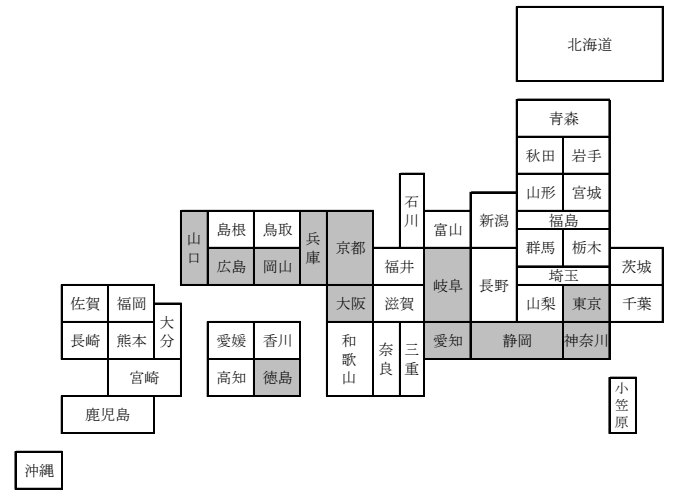 北海道
青森
秋田
岩手
山形
宮城
石川
福島
新潟
富山
島根
鳥取
山口
兵庫
京都
群馬
栃木
広島
岡山
福井
岐阜
長野
埼玉
茨城
佐賀
福岡
大阪
滋賀
山梨
東京
千葉
大分
長崎
熊本
愛媛
香川
和歌山
奈良
三重
愛知
静岡
神奈川
宮崎
高知
徳島
鹿児島
小笠原
沖縄